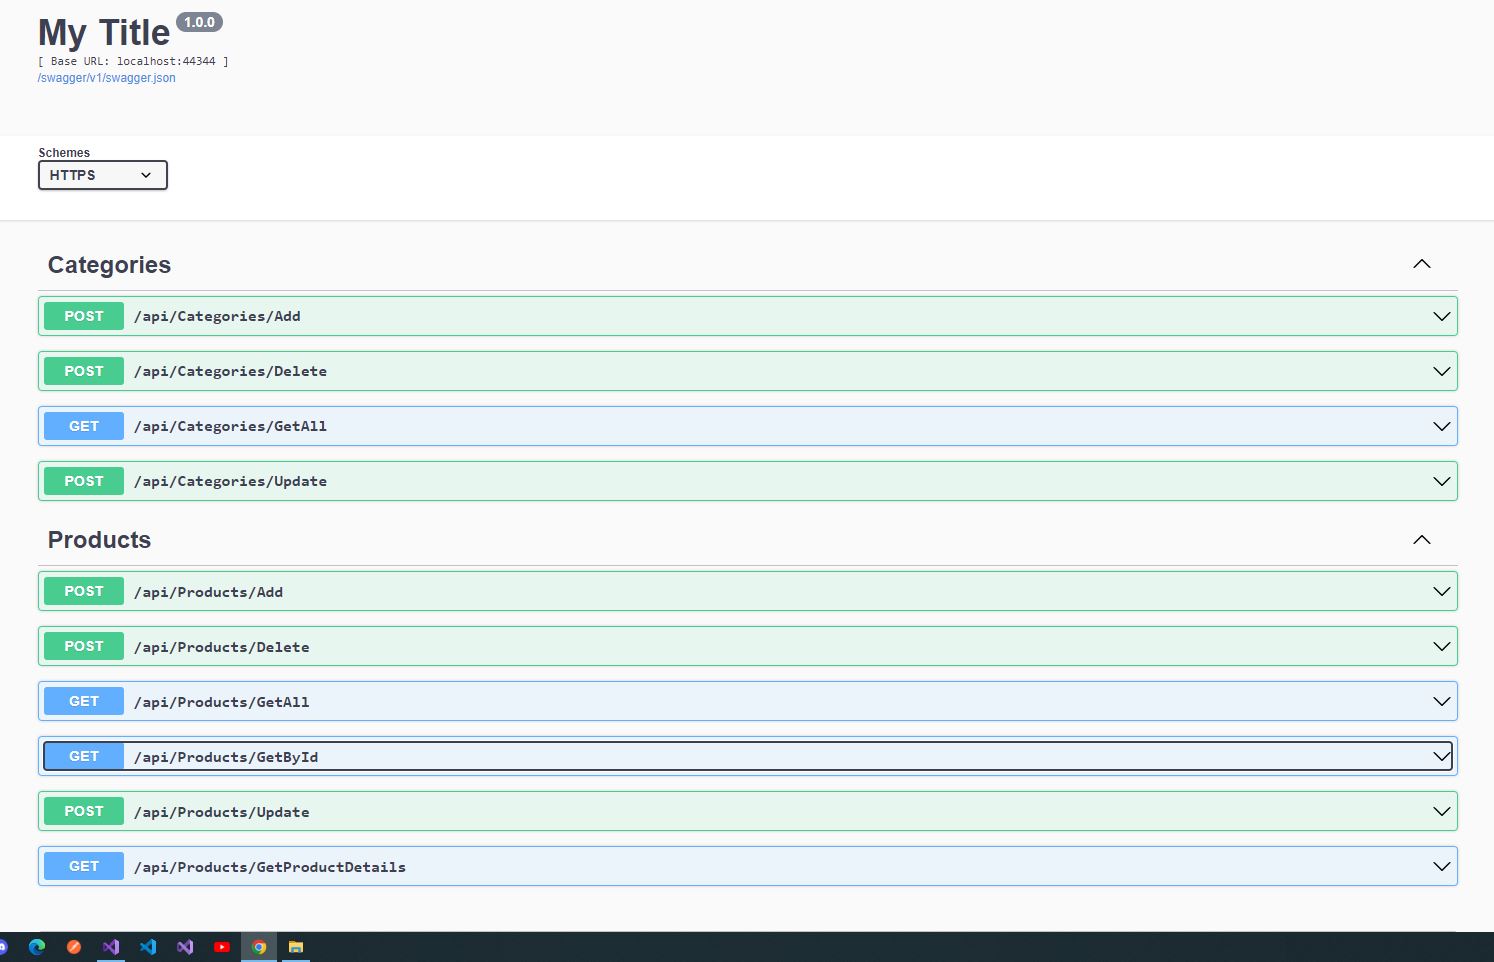 My Title 1.0.0
[ Base URL: localhost:44344 ]
/swagger/v1/swagger.json
Schemes
HTTPS
Categories
POST /api/Categories/Add
POST /api/Categories/Delete
GET /api/Categories/GetAll
POST /api/Categories/Update
Products
POST /api/Products/Add
POST /api/Products/Delete
GET /api/Products/GetAll
GET /api/Products/GetById
POST /api/Products/Update
GET /api/Products/GetProductDetails